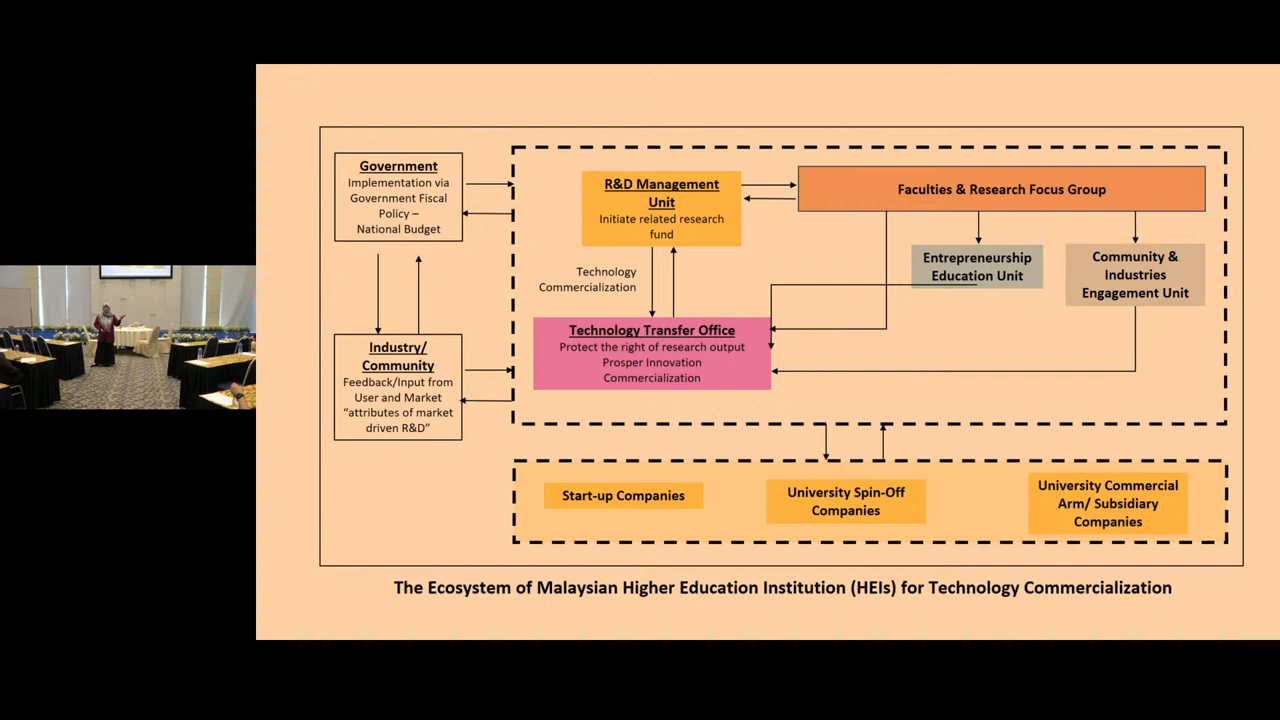 Government
Implementation via
Government Fiscal
Policy –
National Budget
R&D Management
Unit
Initiate related research
fund
Faculties & Research Focus Group
Entrepreneurship
Education Unit
Community &
Industries
Engagement Unit
Technology
Commercialization
Technology Transfer Office
Protect the right of research output
Prosper Innovation
Commercialization
Industry/
Community
Feedback/Input from
User and Market
“attributes of market
driven R&D”
Start-up Companies
University Spin-Off
Companies
University Commercial
Arm/ Subsidiary
Companies
The Ecosystem of Malaysian Higher Education Institution (HEIs) for Technology Commercialization